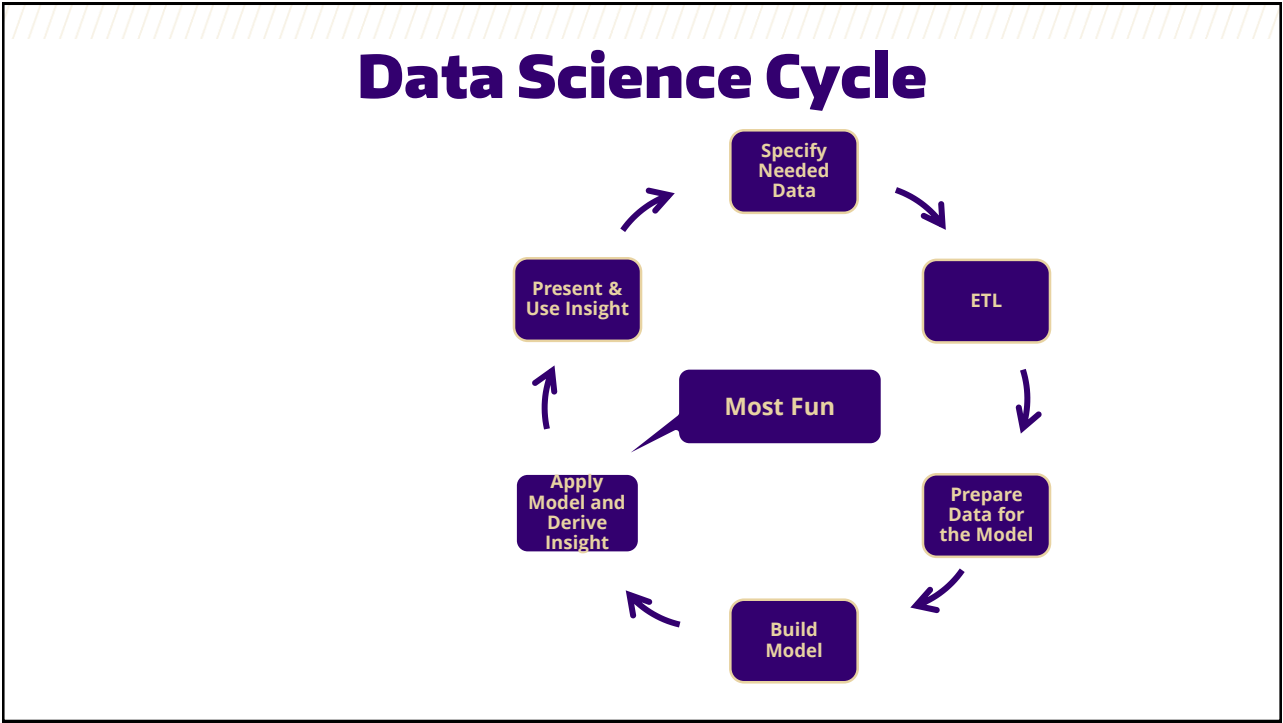 Data Science Cycle
Specify
Needed
Data
ETL
Prepare
Data for
the Model
Build
Model
Apply
Model and
Derive
Insight
Present &
Use Insight
Most Fun